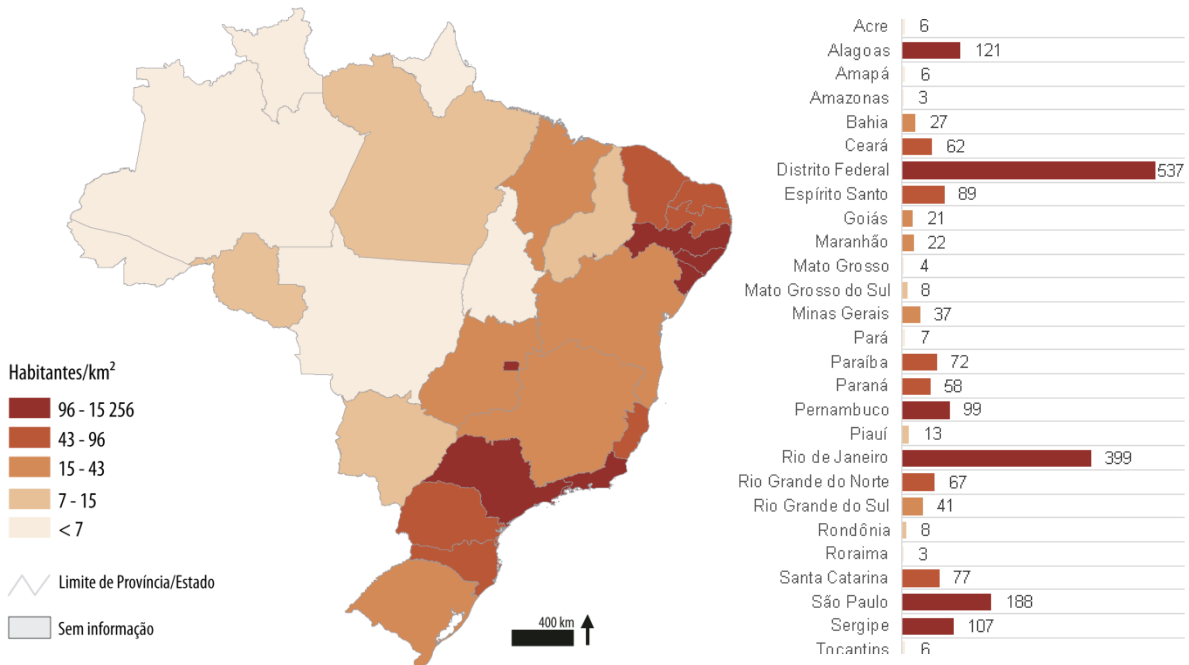 Habitantes/km²
96 - 15 256
43 - 96
15 - 43
7 - 15
< 7
Limite de Província/Estado
Sem informação
400 km
Acre 6
Alagoas 121
Amapá 6
Amazonas 3
Bahia 27
Ceará 62
Distrito Federal 537
Espírito Santo 89
Goiás 21
Maranhão 22
Mato Grosso 4
Mato Grosso do Sul 8
Minas Gerais 37
Pará 7
Paraíba 72
Paraná 58
Pernambuco 99
Piauí 13
Rio de Janeiro 399
Rio Grande do Norte 67
Rio Grande do Sul 41
Rondônia 8
Roraima 3
Santa Catarina 77
São Paulo 188
Sergipe 107
Tocantins 6